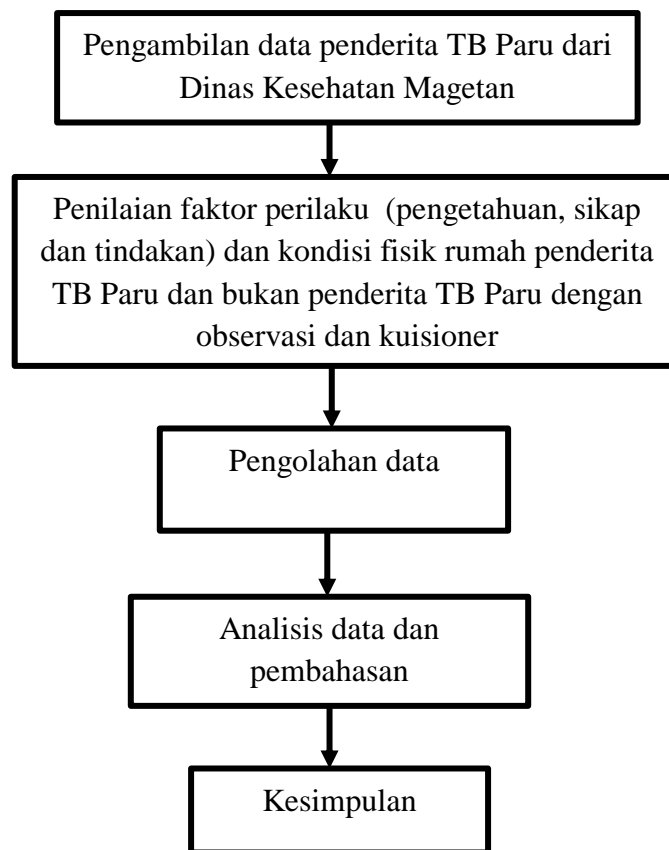 Pengambilan data penderita TB Paru dari
Dinas Kesehatan Magetan
Penilaian faktor perilaku (pengetahuan, sikap
dan tindakan) dan kondisi fisik rumah penderita
TB Paru dan bukan penderita TB Paru dengan
observasi dan kuisioner
Pengolahan data
Analisis data dan
pembahasan
Kesimpulan